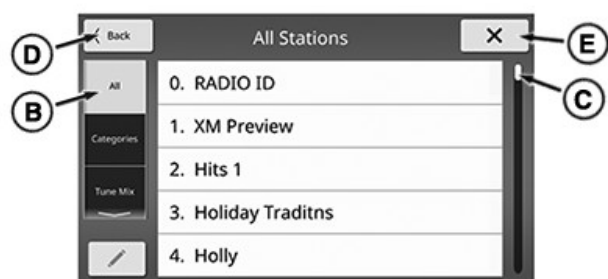 Back
All Stations
D
E
B
C
All
Categories
Tune Mix
0. RADIO ID
1. XM Preview
2. Hits 1
3. Holiday Traditns
4. Holly